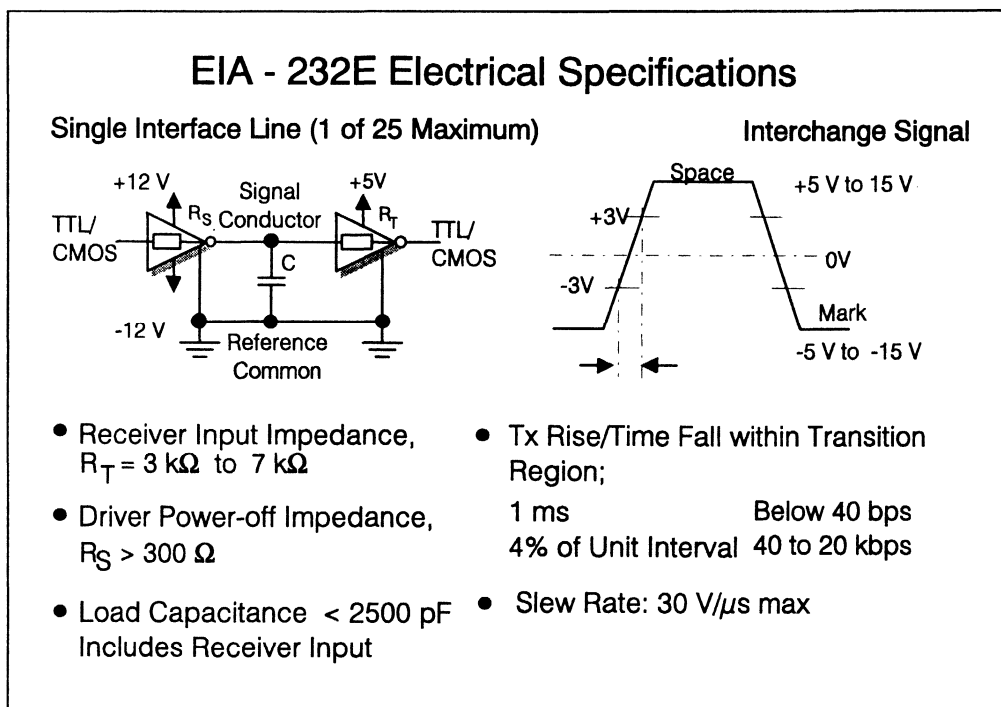 EIA - 232E Electrical Specifications
Single Interface Line (1 of 25 Maximum)
Interchange Signal
+12 V
Signal
Conductor
+5V
RS
RT
TTL/
CMOS
TTL/
CMOS
C
-12 V
Reference
Common
Space
+5 V to 15 V
+3V
0V
-3V
Mark
-5 V to -15 V
● Receiver Input Impedance,
RT = 3 kΩ to 7 kΩ
● Driver Power-off Impedance,
RS > 300 Ω
● Load Capacitance < 2500 pF
Includes Receiver Input
● Tx Rise/Time Fall within Transition
Region;
1 ms Below 40 bps
4% of Unit Interval 40 to 20 kbps
● Slew Rate: 30 V/µs max